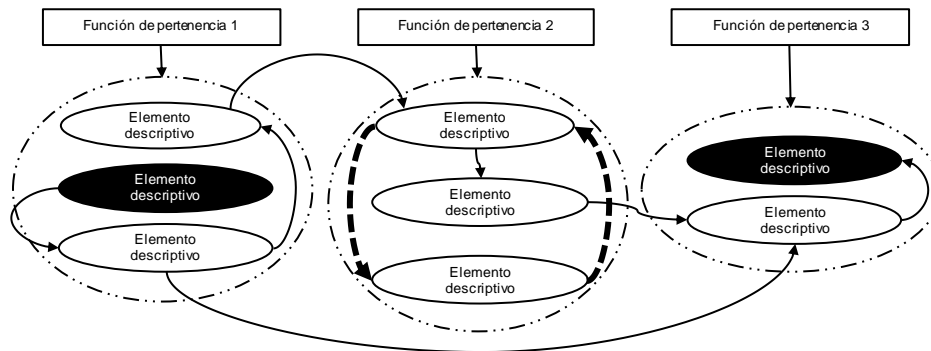 Función de pertenencia 1
Función de pertenencia 2
Función de pertenencia 3
Elemento
descriptivo
Elemento
descriptivo
Elemento
descriptivo
Elemento
descriptivo
Elemento
descriptivo
Elemento
descriptivo
Elemento
descriptivo
Elemento
descriptivo